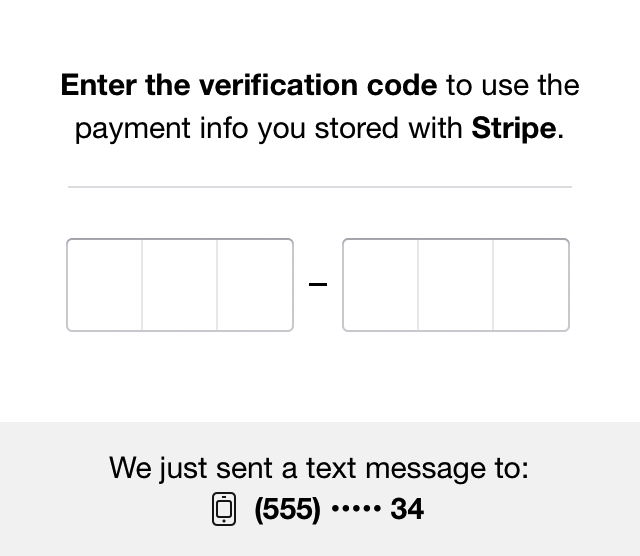 Enter the verification code to use the
payment info you stored with Stripe.
–
We just sent a text message to:
(555) ••••• 34